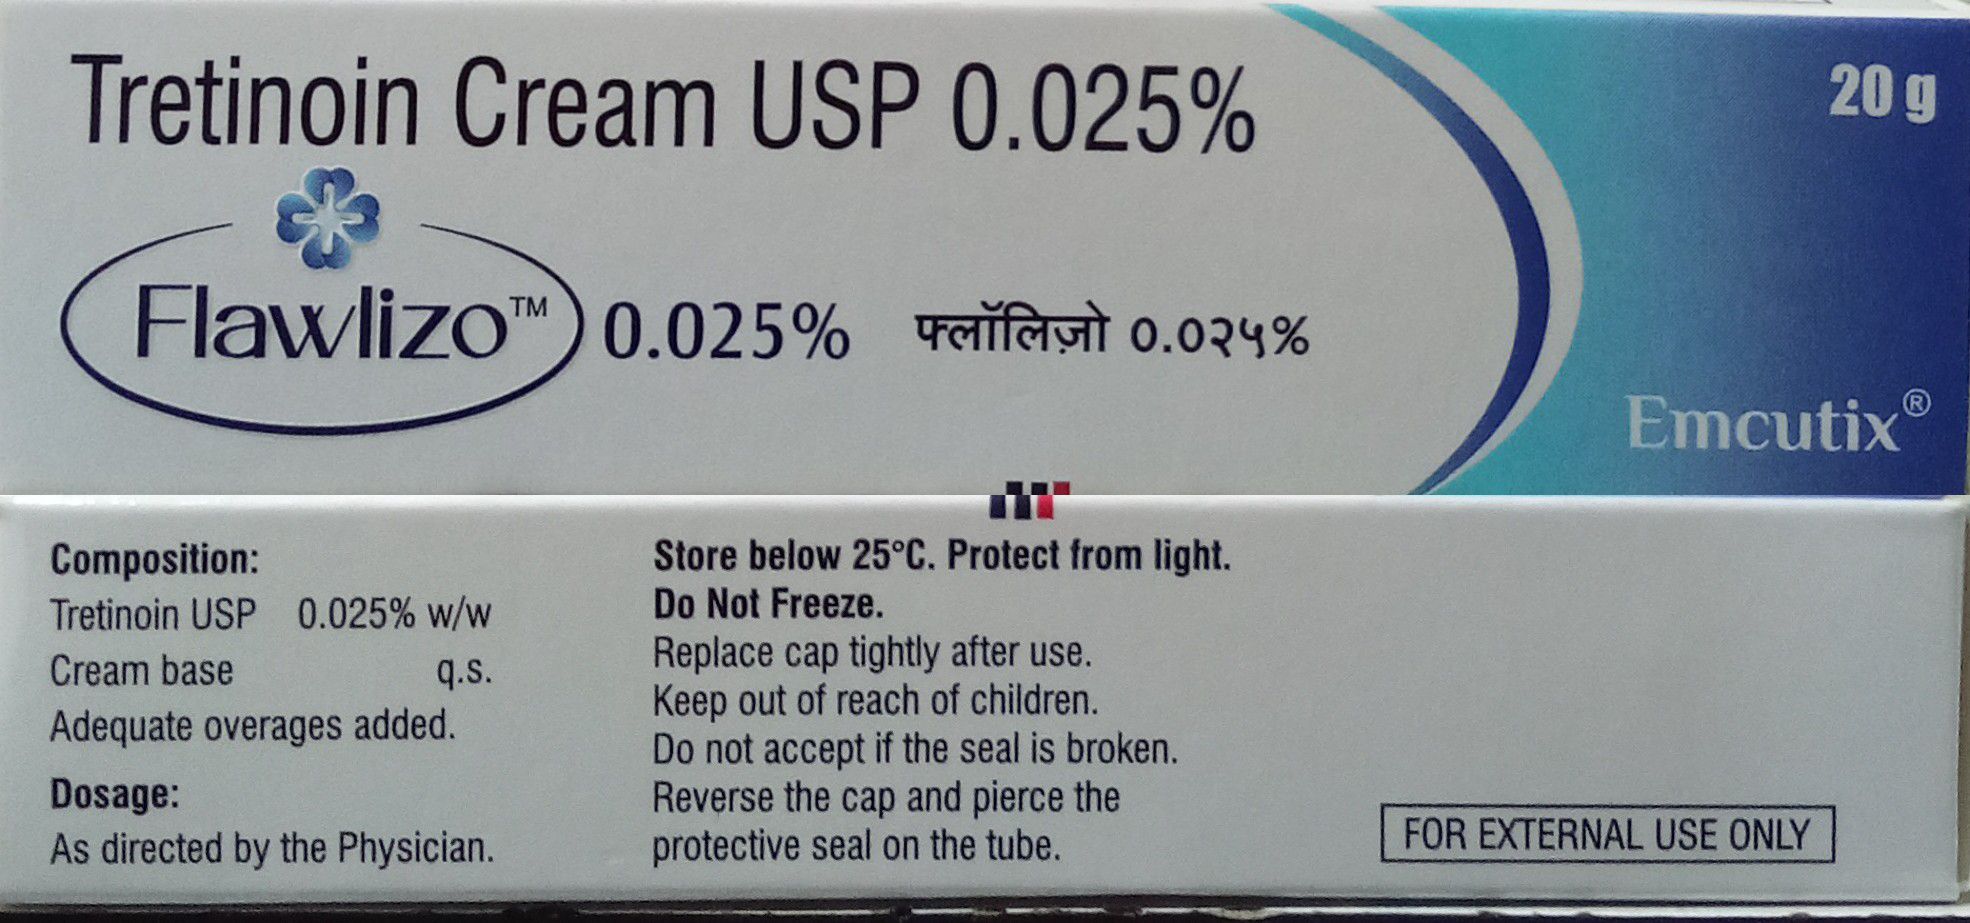 Tretinoin Cream USP 0.025%
20 g
Flawlizo™ 0.025% फ्लॉलिज़ो ०.०२५%
Emcutix®
Composition:
Tretinoin USP 0.025% w/w
Cream base q.s.
Adequate overages added.
Dosage:
As directed by the Physician.
Store below 25°C. Protect from light.
Do Not Freeze.
Replace cap tightly after use.
Keep out of reach of children.
Do not accept if the seal is broken.
Reverse the cap and pierce the
protective seal on the tube.
FOR EXTERNAL USE ONLY